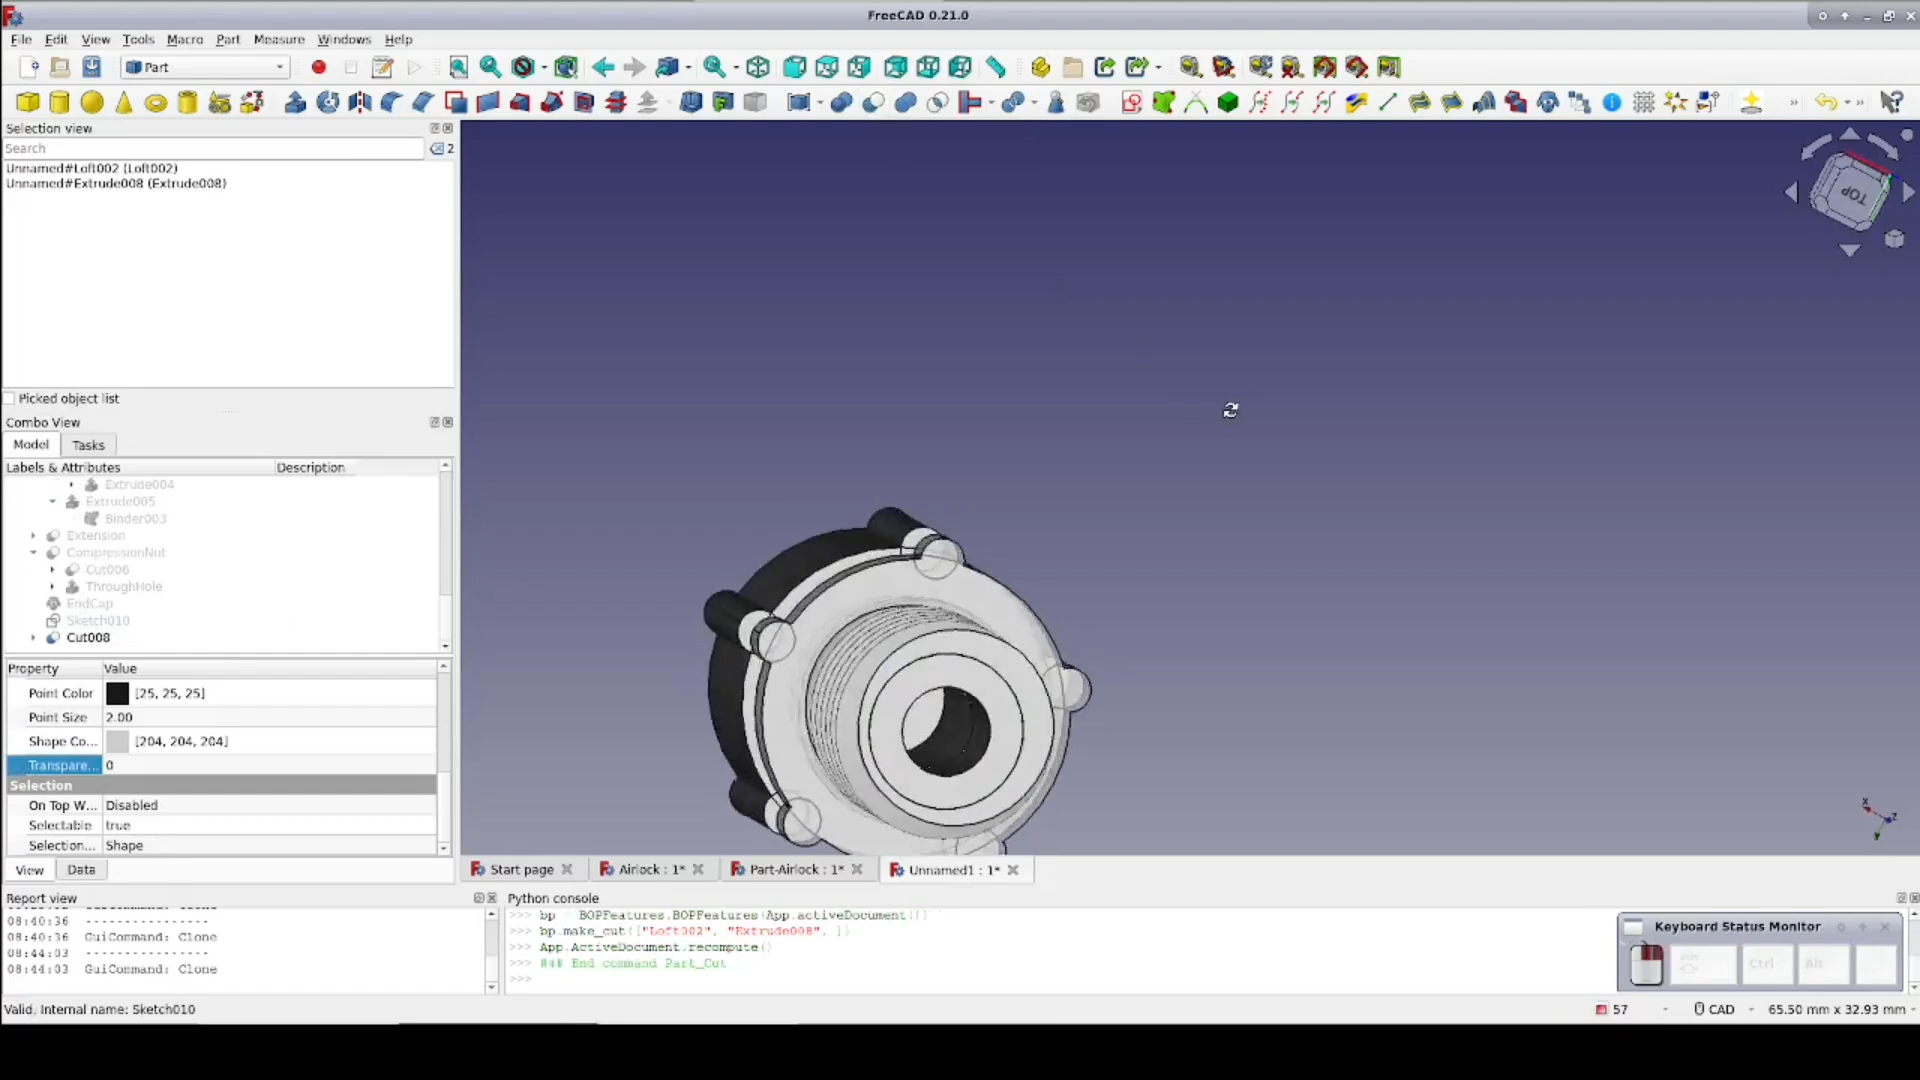 FreeCAD 0.21.0
File Edit View Tools Macro Part Measure Windows Help
Part
Selection view
Search
2
Unnamed#Loft002 (Loft002)
Unnamed#Extrude008 (Extrude008)
Picked object list
Combo View
Model Tasks
Labels & Attributes Description
Extrude004
Extrude005
Binder003
Extension
CompressionNut
Cut006
ThroughHole
EndCap
Sketch010
Cut008
Property Value
Point Color [25, 25, 25]
Point Size 2.00
Shape Co... [204, 204, 204]
Transpare... 0
Selection
On Top W... Disabled
Selectable true
Selection... Shape
View Data
TOP
X
Z
Y
Start page Airlock : 1* Part-Airlock : 1* Unnamed1 : 1*
Report view
08:40:36 ----------------
08:40:36 GuiCommand: Clone
08:44:03 ----------------
08:44:03 GuiCommand: Clone
Python console
>>> bp = BOPFeatures.BOPFeatures(App.activeDocument())
>>> bp.make_cut(["Loft002", "Extrude008", ])
>>> App.ActiveDocument.recompute()
>>> ### End command Part_Cut
>>>
Keyboard Status Monitor
Ctrl Alt
Valid, Internal name: Sketch010
57 CAD 65.50 mm x 32.93 mm